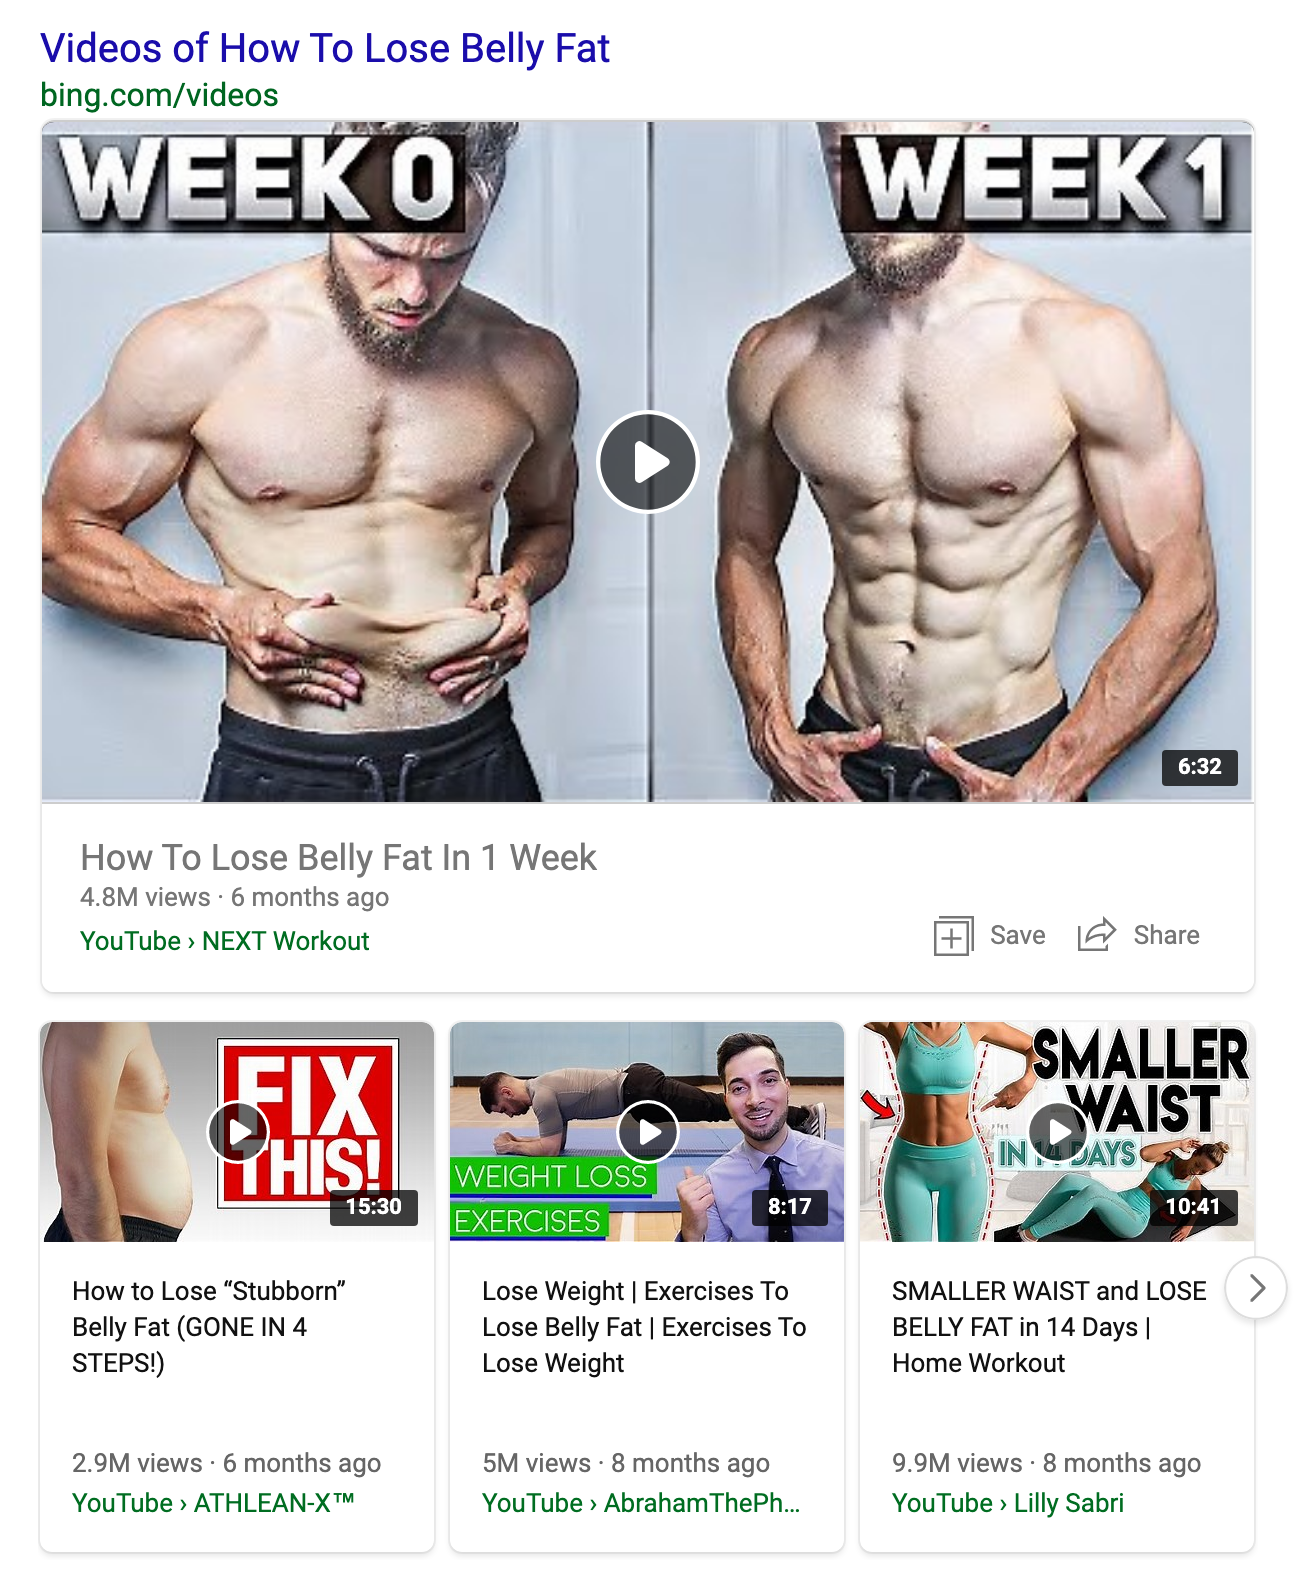 Videos of How To Lose Belly Fat
bing.com/videos
WEEK 0
WEEK 1
6:32
How To Lose Belly Fat In 1 Week
4.8M views · 6 months ago
YouTube › NEXT Workout
Save
Share
FIX
THIS!
15:30
How to Lose “Stubborn”
Belly Fat (GONE IN 4
STEPS!)
2.9M views · 6 months ago
YouTube › ATHLEAN-X™
WEIGHT LOSS
EXERCISES
8:17
Lose Weight | Exercises To
Lose Belly Fat | Exercises To
Lose Weight
5M views · 8 months ago
YouTube › AbrahamThePh...
SMALLER
WAIST
IN 14 DAYS
10:41
SMALLER WAIST and LOSE
BELLY FAT in 14 Days |
Home Workout
9.9M views · 8 months ago
YouTube › Lilly Sabri